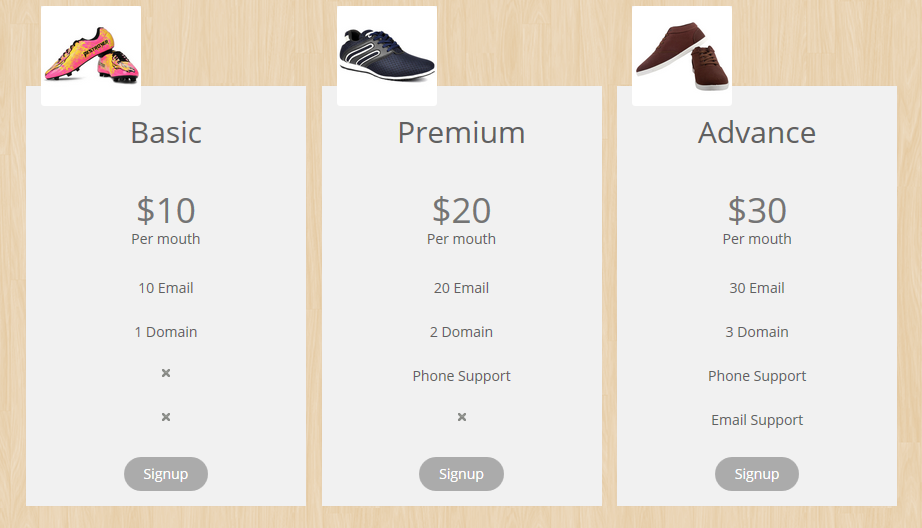 Basic
$10
Per mouth
10 Email
1 Domain
Signup
Premium
$20
Per mouth
20 Email
2 Domain
Phone Support
Signup
Advance
$30
Per mouth
30 Email
3 Domain
Phone Support
Email Support
Signup